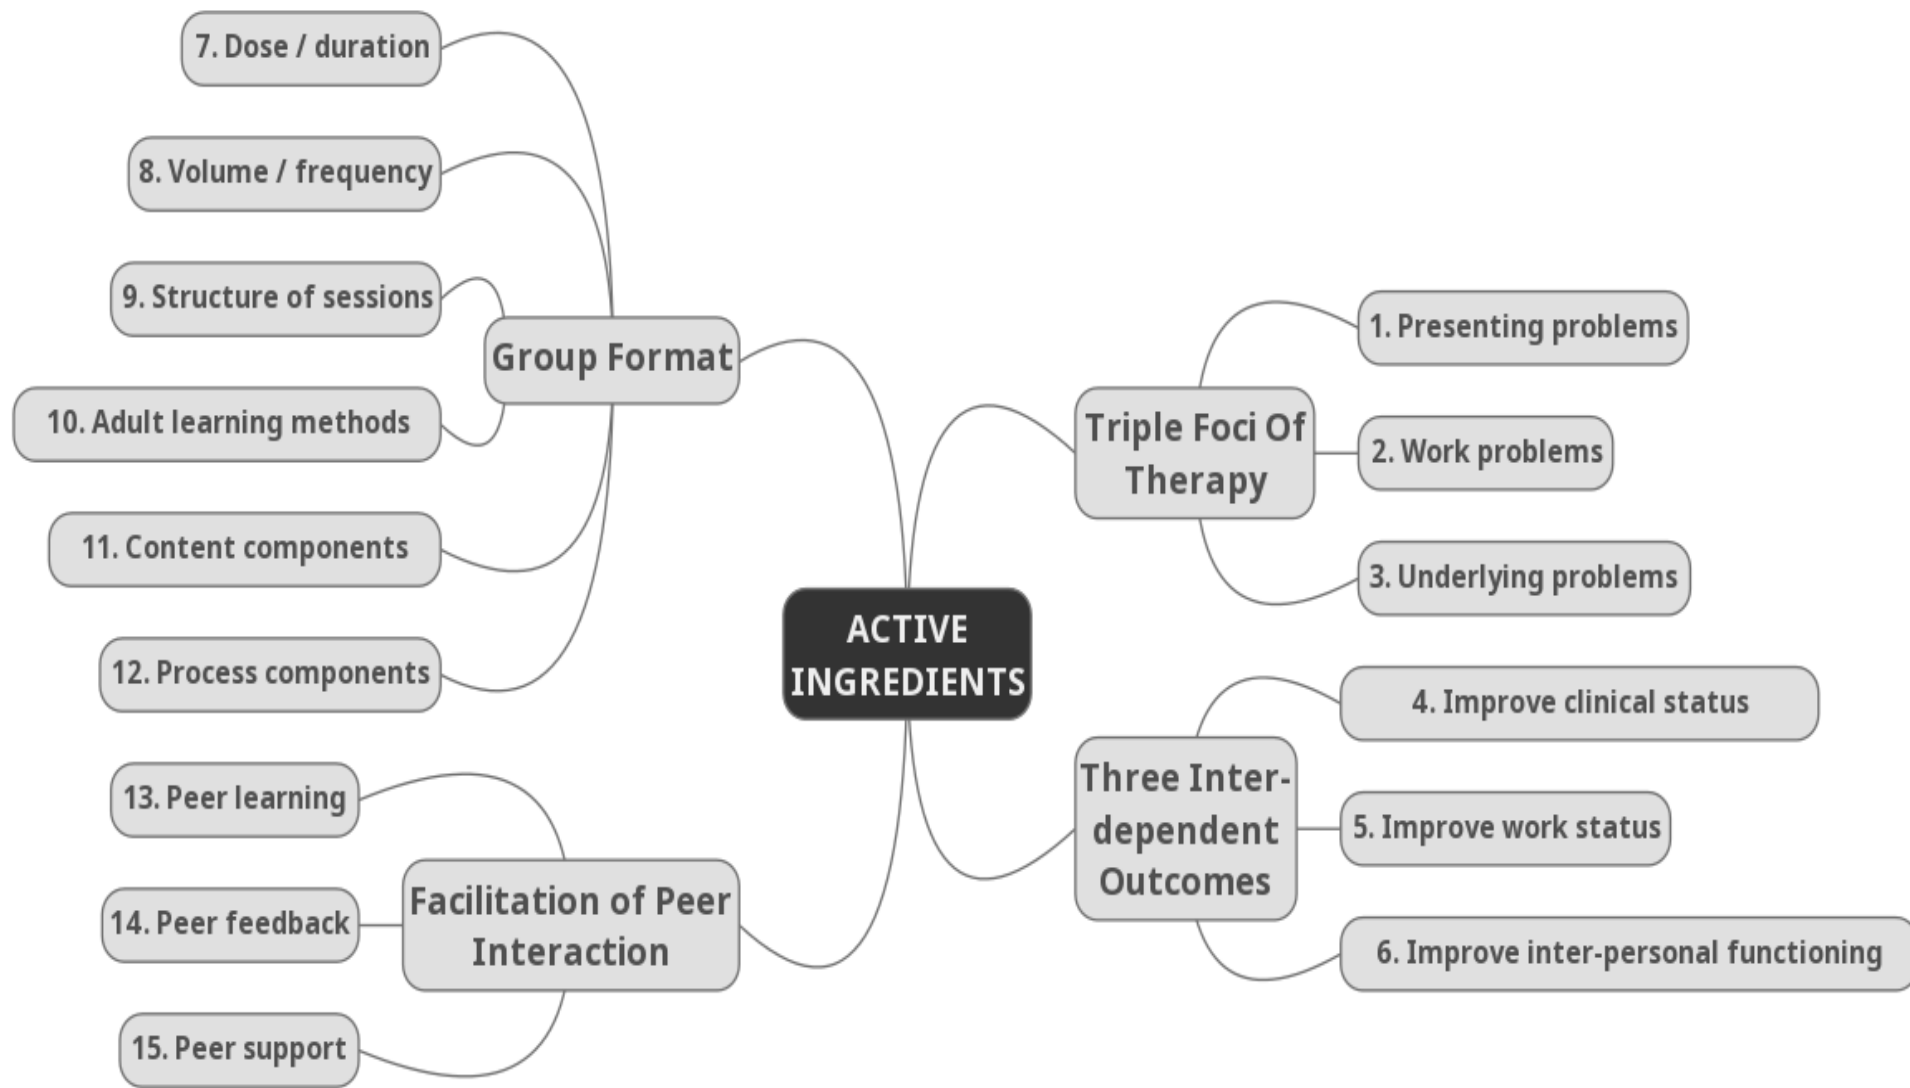 ACTIVE
INGREDIENTS
Triple Foci Of
Therapy
1. Presenting problems
2. Work problems
3. Underlying problems
Three Inter-
dependent
Outcomes
4. Improve clinical status
5. Improve work status
6. Improve inter-personal functioning
Group Format
7. Dose / duration
8. Volume / frequency
9. Structure of sessions
10. Adult learning methods
11. Content components
12. Process components
Facilitation of Peer
Interaction
13. Peer learning
14. Peer feedback
15. Peer support